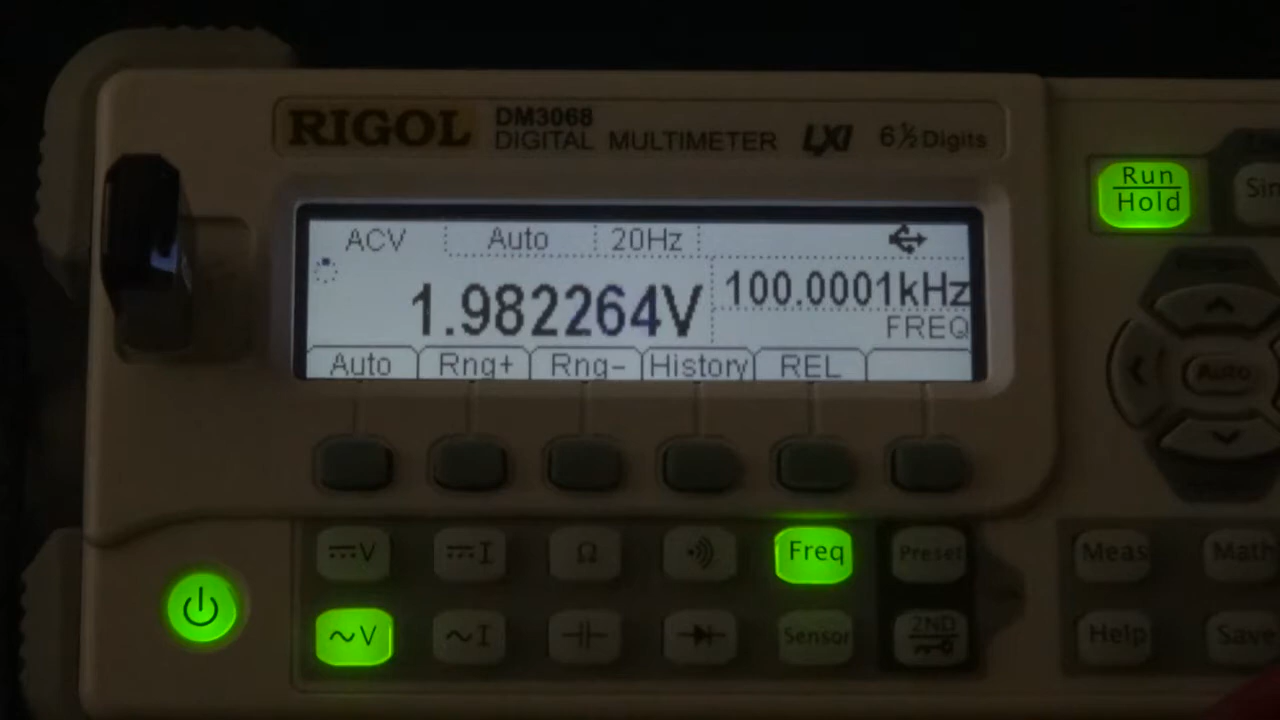 RIGOL DM3068
DIGITAL MULTIMETER LXI 6½ Digits
Run
Hold
ACV Auto 20Hz
1.982264V 100.0001kHz
FREQ
Auto Rng+ Rng- History REL
Auto
V I Ω Freq Preset Meas Math
~V ~I Sensor 2ND Help Save